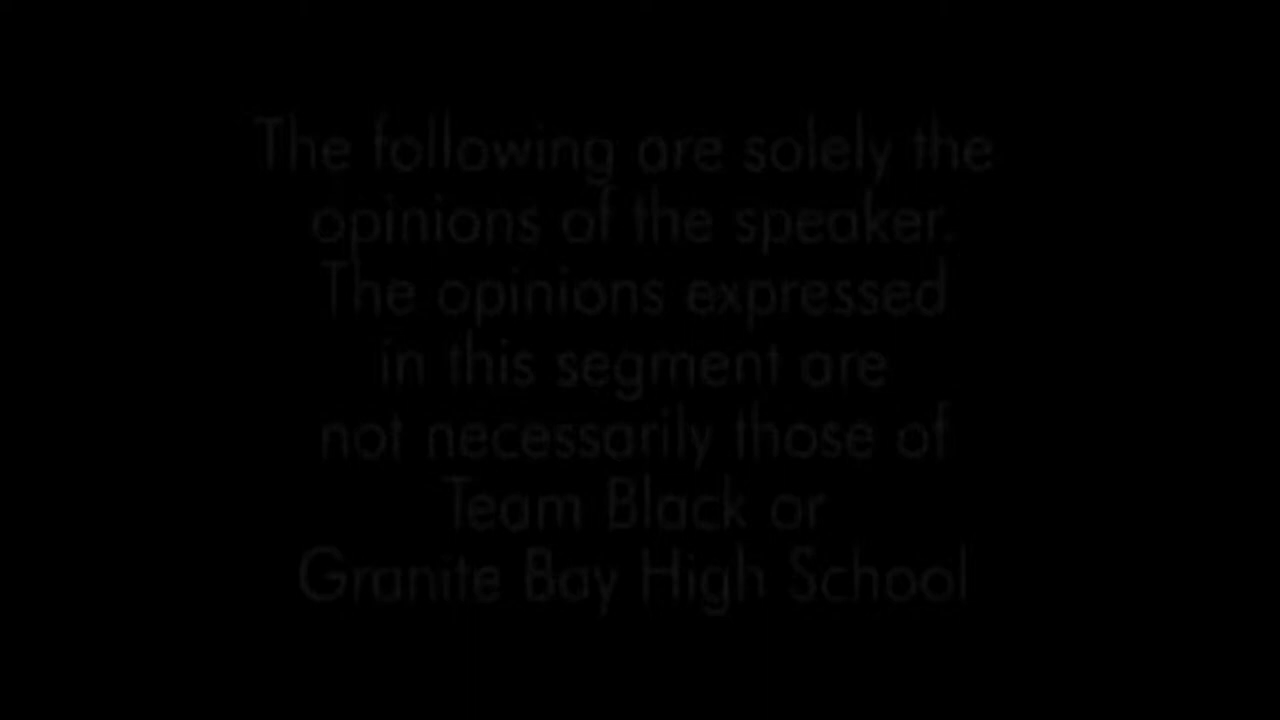 The following are solely the
opinions of the speaker.
The opinions expressed
in this segment are
not necessarily those of
Team Black or
Granite Bay High School